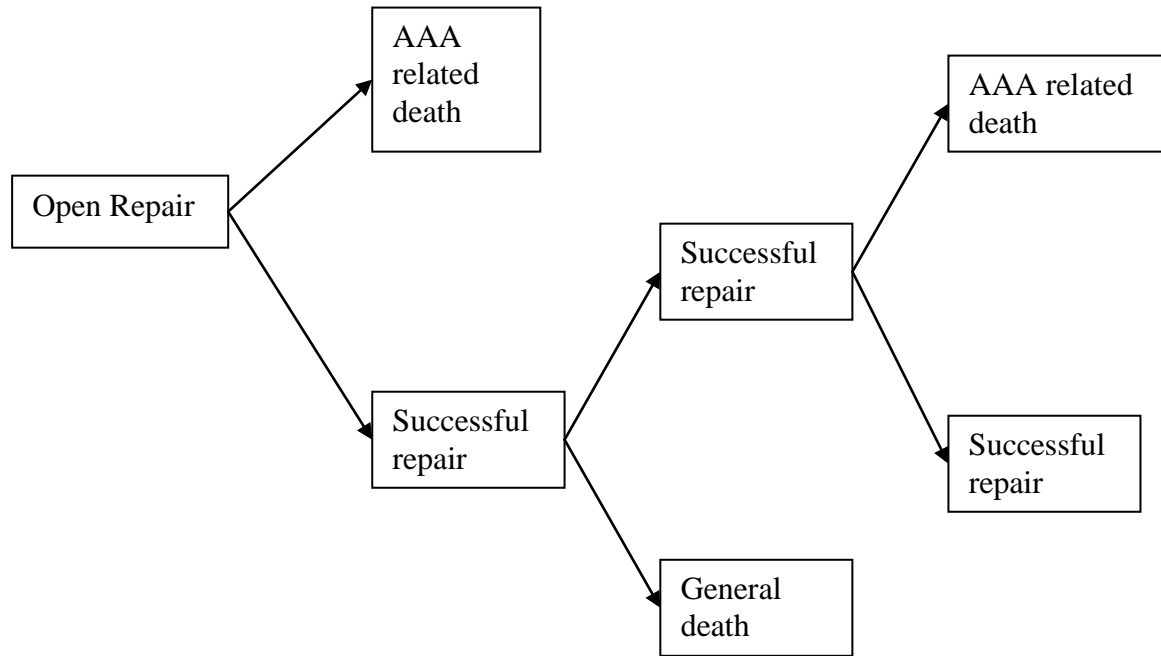 AAA
related
death
AAA related
death
Open Repair
Successful
repair
Successful
repair
Successful
repair
General
death